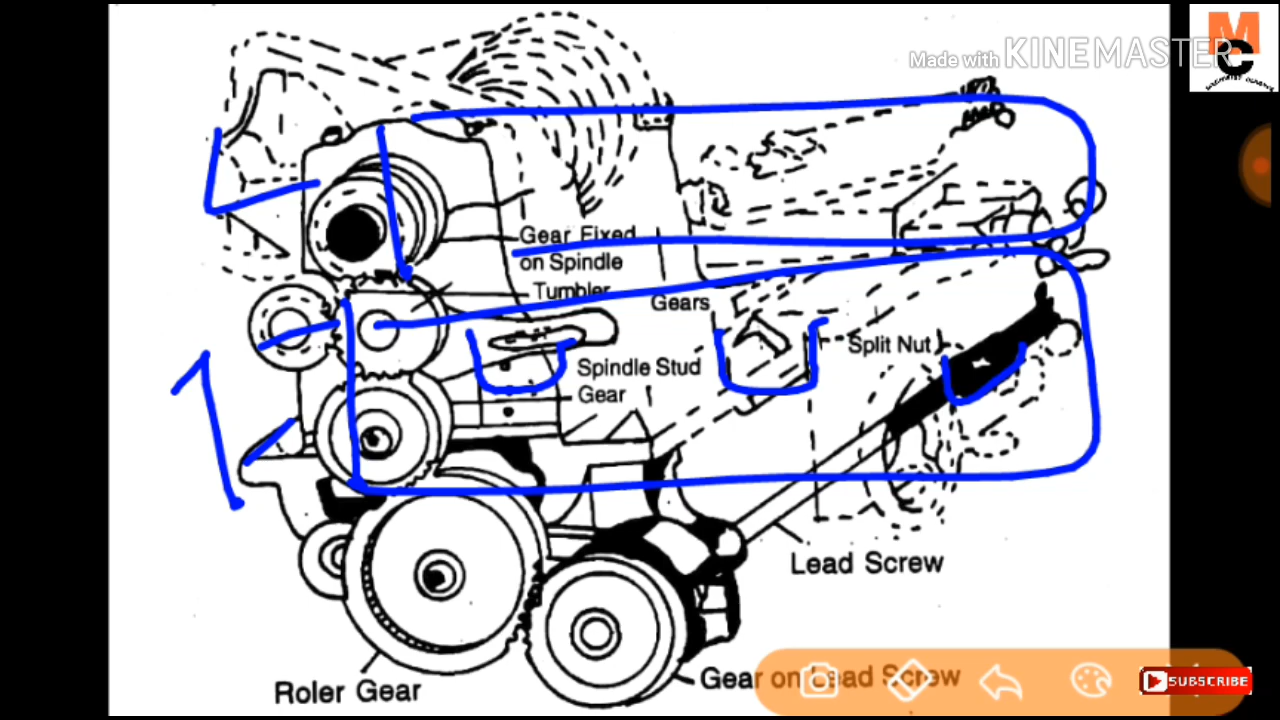 M
C
Made with KINEMASTER
Gear Fixed
on Spindle
Tumbler
Gears
Split Nut
Spindle Stud
Gear
Lead Screw
Roler Gear
Gear on Lead Screw
SUBSCRIBE